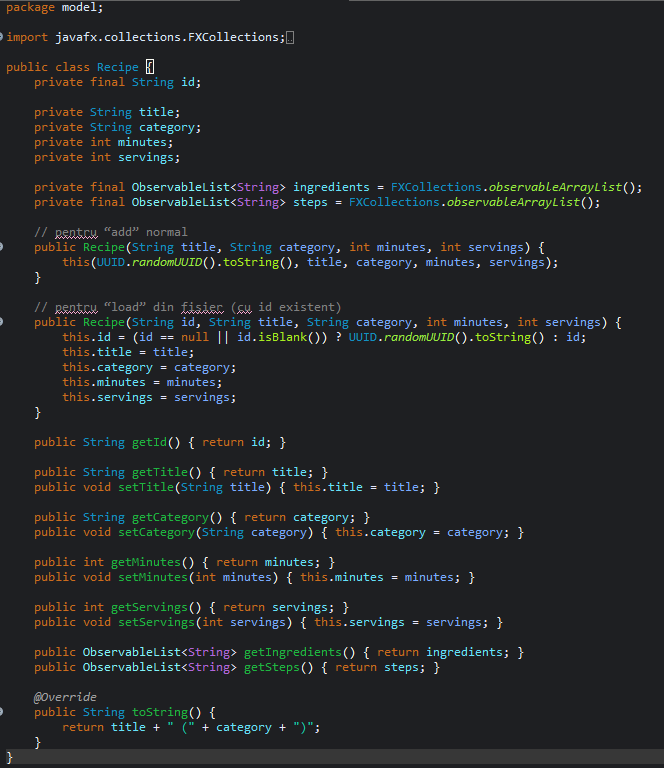 package model;
import javafx.collections.FXCollections;
public class Recipe {
    private final String id;
    private String title;
    private String category;
    private int minutes;
    private int servings;
    private final ObservableList<String> ingredients = FXCollections.observableArrayList();
    private final ObservableList<String> steps = FXCollections.observableArrayList();
    // pentru “add” normal
    public Recipe(String title, String category, int minutes, int servings) {
        this(UUID.randomUUID().toString(), title, category, minutes, servings);
    }
    // pentru “load” din fisier (cu id existent)
    public Recipe(String id, String title, String category, int minutes, int servings) {
        this.id = (id == null || id.isBlank()) ? UUID.randomUUID().toString() : id;
        this.title = title;
        this.category = category;
        this.minutes = minutes;
        this.servings = servings;
    }
    public String getId() { return id; }
    public String getTitle() { return title; }
    public void setTitle(String title) { this.title = title; }
    public String getCategory() { return category; }
    public void setCategory(String category) { this.category = category; }
    public int getMinutes() { return minutes; }
    public void setMinutes(int minutes) { this.minutes = minutes; }
    public int getServings() { return servings; }
    public void setServings(int servings) { this.servings = servings; }
    public ObservableList<String> getIngredients() { return ingredients; }
    public ObservableList<String> getSteps() { return steps; }
    @Override
    public String toString() {
        return title + " (" + category + ")";
    }
}